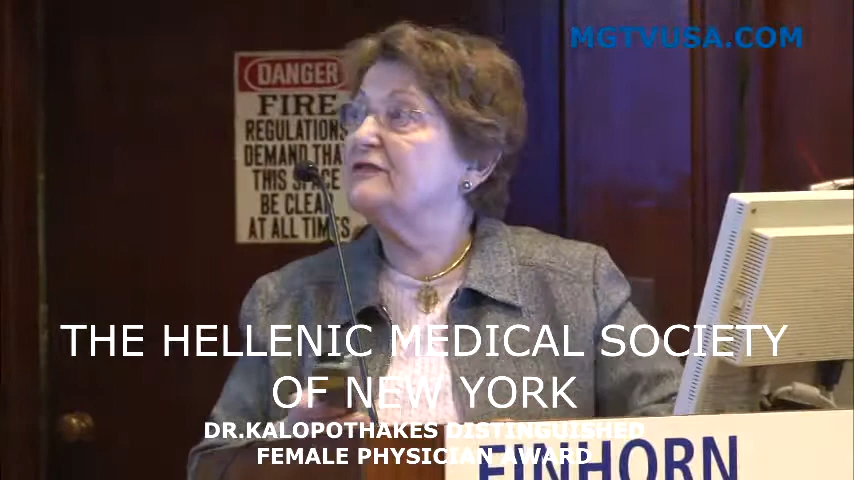 MGTVUSA.COM
DANGER
FIRE
REGULATIONS
DEMAND THAT
THIS SPACE
BE CLEAR
AT ALL TIMES
THE HELLENIC MEDICAL SOCIETY
OF NEW YORK
DR.KALOPOTHAKES DISTINGUISHED
FEMALE PHYSICIAN AWARD
EINHORN